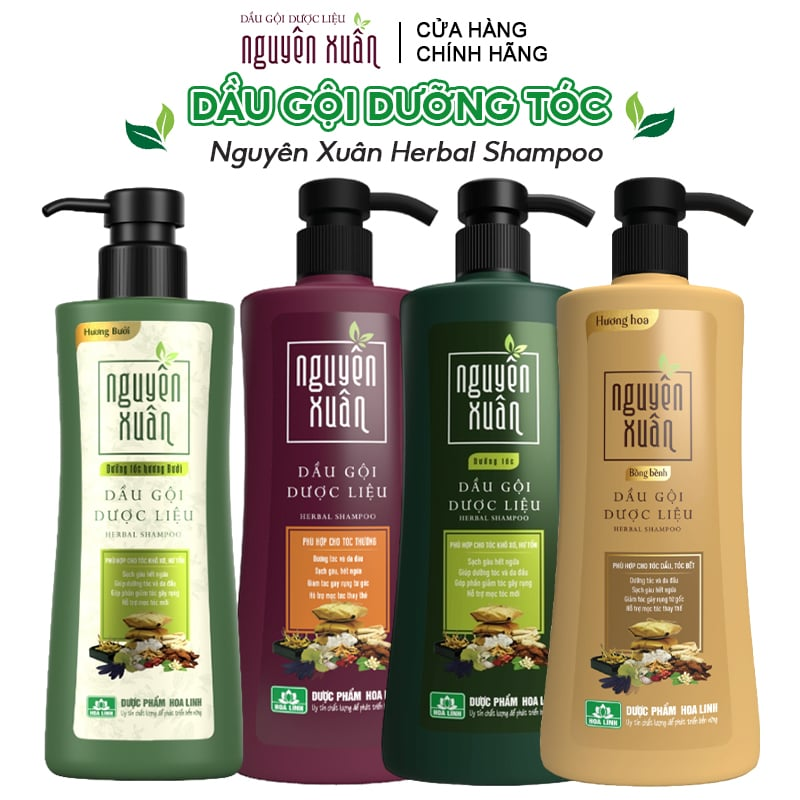 DẦU GỘI DƯỢC LIỆU
nguyên xuân
CỬA HÀNG
CHÍNH HÃNG
DẦU GỘI DƯỠNG TÓC
Nguyên Xuân Herbal Shampoo
Hương Bưởi
nguyên
xuân
Dưỡng tóc hương Bưởi
DẦU GỘI
DƯỢC LIỆU
HERBAL SHAMPOO
PHÙ HỢP CHO TÓC KHÔ XƠ, HƯ TỔN
Sạch gàu hết ngứa
Giúp dưỡng tóc và da đầu
Góp phần giảm tóc gãy rụng
Hỗ trợ mọc tóc mới
HOA LINH
DƯỢC PHẨM HOA LINH
Uy tín chất lượng để phát triển bền vững
nguyên
xuân
DẦU GỘI
DƯỢC LIỆU
HERBAL SHAMPOO
PHÙ HỢP CHO TÓC THƯỜNG
Dưỡng tóc và da đầu
Sạch gàu, hết ngứa
Giảm tóc gãy rụng từ gốc
Hỗ trợ mọc tóc thay thế
HOA LINH
DƯỢC PHẨM HOA LINH
Uy tín chất lượng để phát triển bền vững
nguyên
xuân
Dưỡng tóc
DẦU GỘI
DƯỢC LIỆU
HERBAL SHAMPOO
PHÙ HỢP CHO TÓC KHÔ XƠ, HƯ TỔN
Sạch gàu hết ngứa
Giúp dưỡng tóc và da đầu
Góp phần giảm tóc gãy rụng
Hỗ trợ mọc tóc mới
HOA LINH
DƯỢC PHẨM HOA LINH
Uy tín chất lượng để phát triển bền vững
Hương hoa
nguyên
xuân
Bồng bềnh
DẦU GỘI
DƯỢC LIỆU
HERBAL SHAMPOO
PHÙ HỢP CHO TÓC DẦU, TÓC BẾT
Dưỡng tóc và da đầu
Sạch gàu hết ngứa
Giảm tóc gãy rụng từ gốc
Hỗ trợ mọc tóc thay thế
HOA LINH
DƯỢC PHẨM HOA LINH
Uy tín chất lượng để phát triển bền vững